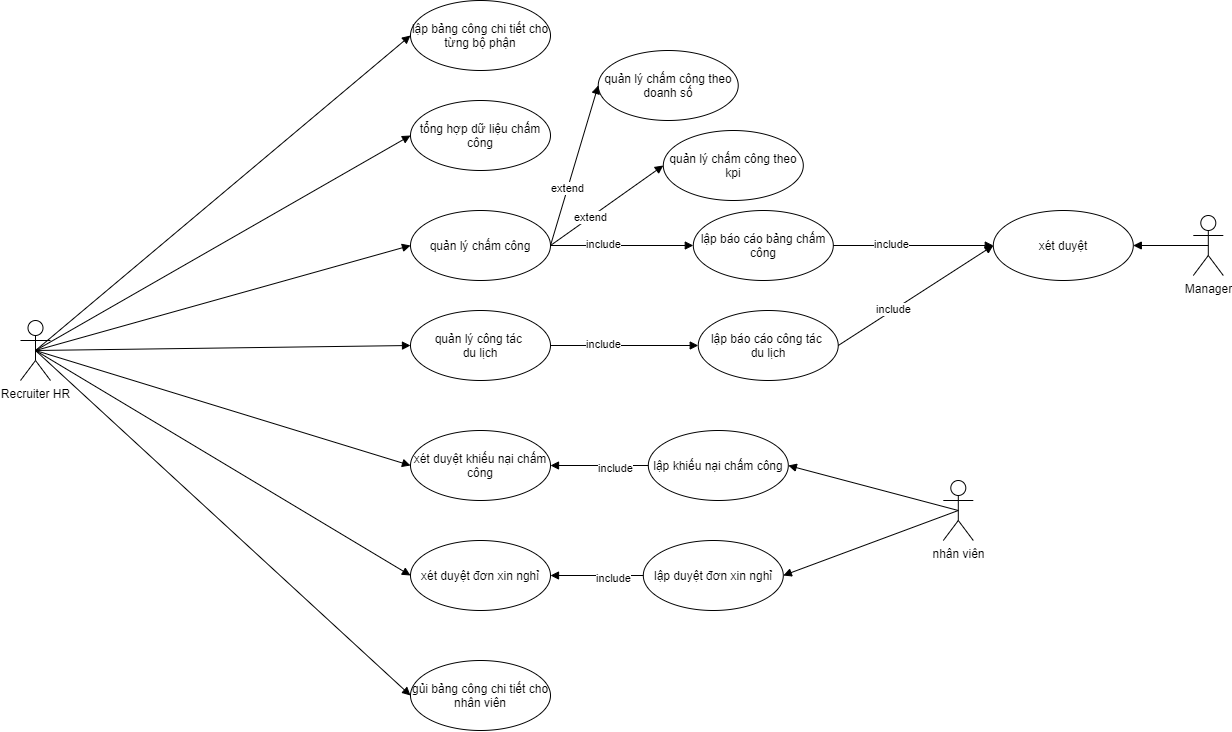 lập bảng công chi tiết cho
từng bộ phận
quản lý chấm công theo
doanh số
tổng hợp dữ liệu chấm
công
quản lý chấm công theo
kpi
extend
extend
quản lý chấm công
include
lập báo cáo bảng chấm
công
include
xét duyệt
Manager
include
quản lý công tác
du lịch
include
lập báo cáo công tác
du lịch
Recruiter HR
xét duyệt khiếu nại chấm
công
include
lập khiếu nại chấm công
nhân viên
xét duyệt đơn xin nghỉ
include
lập duyệt đơn xin nghỉ
gủi bảng công chi tiết cho
nhân viên